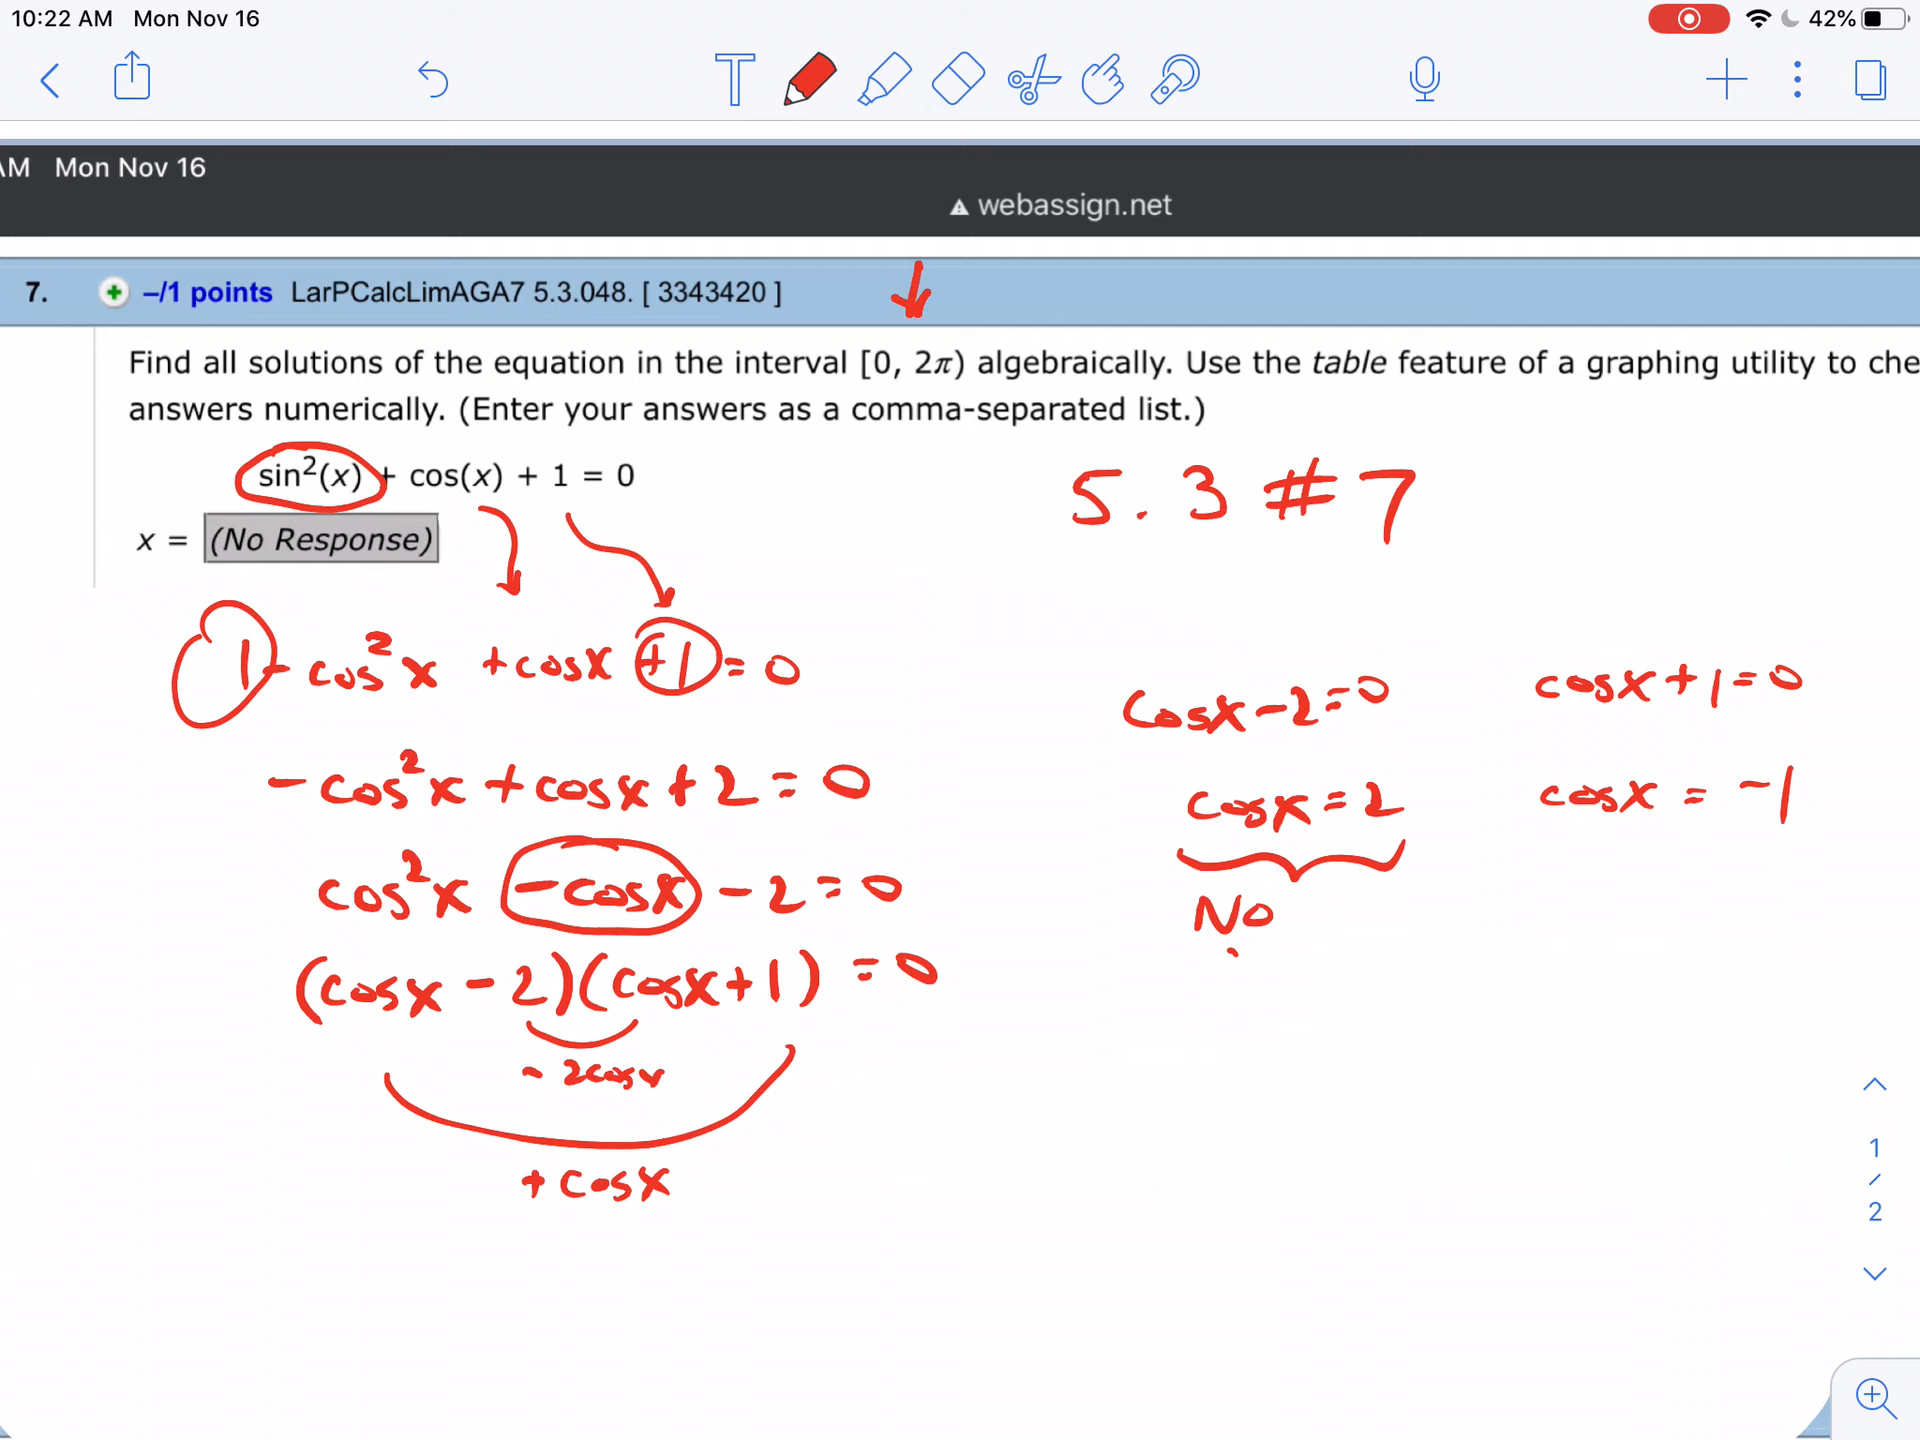 10:22 AM Mon Nov 16
42%
AM Mon Nov 16
webassign.net
7. –/1 points LarPCalcLimAGA7 5.3.048. [ 3343420 ]
Find all solutions of the equation in the interval [0, 2π) algebraically. Use the table feature of a graphing utility to che
answers numerically. (Enter your answers as a comma-separated list.)
sin²(x) + cos(x) + 1 = 0
x = (No Response)
5.3 #7
1 - cos²x + cosx + 1 = 0
- cos²x + cosx + 2 = 0
cos²x - cosx - 2 = 0
(cosx - 2)(cosx + 1) = 0
- 2cosx
+ cosx
cosx - 2 = 0
cosx = 2
No
cosx + 1 = 0
cosx = -1
1
/
2